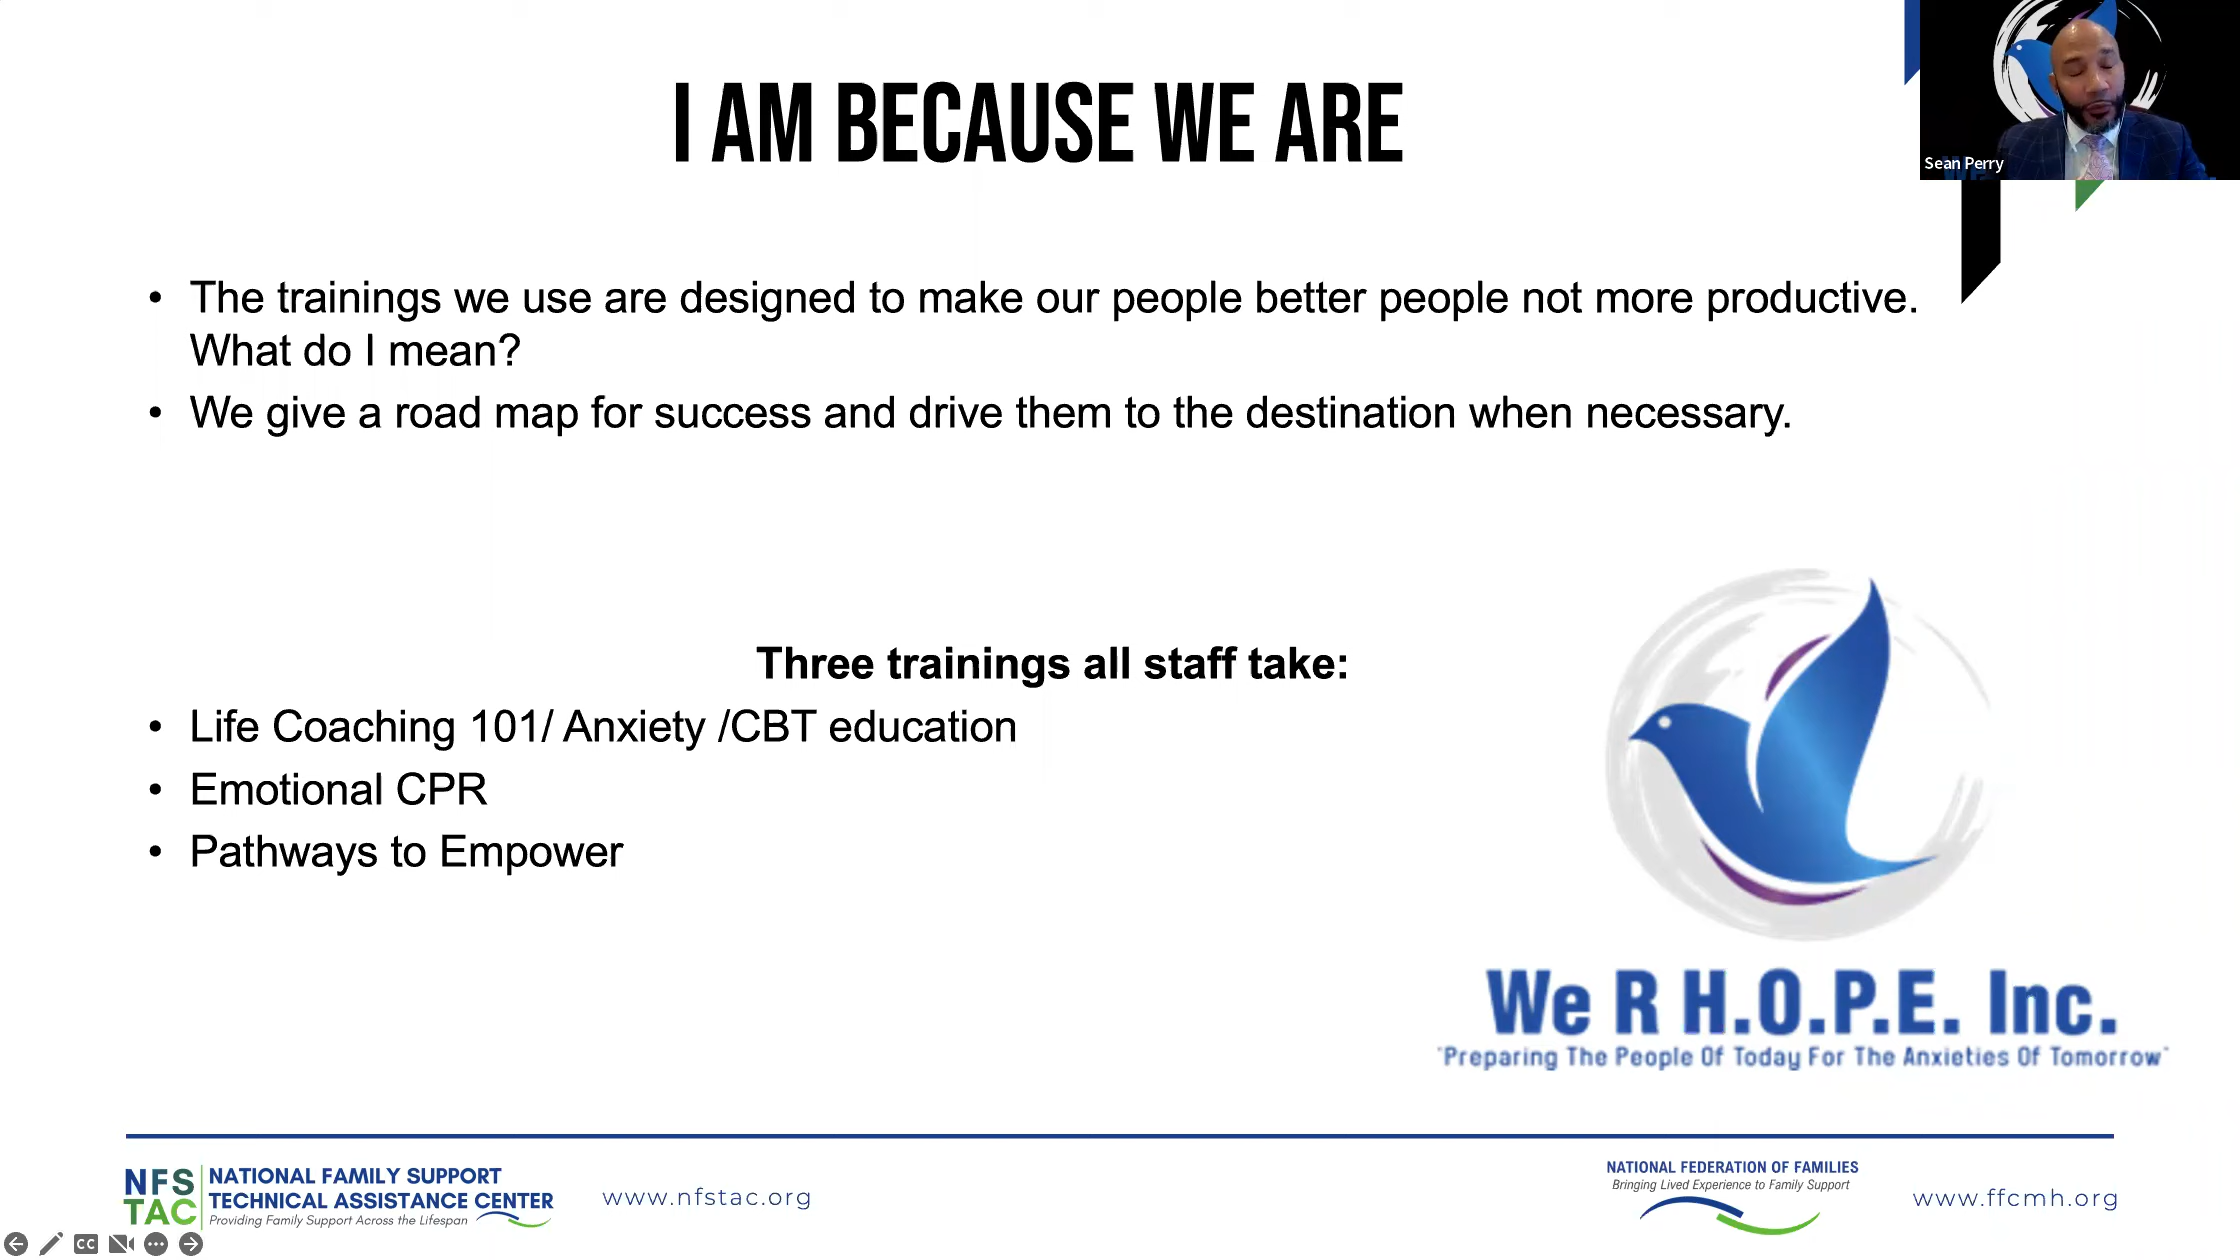 I AM BECAUSE WE ARE
Sean Perry
• The trainings we use are designed to make our people better people not more productive.
What do I mean?
• We give a road map for success and drive them to the destination when necessary.
Three trainings all staff take:
• Life Coaching 101/ Anxiety /CBT education
• Emotional CPR
• Pathways to Empower
We R H.O.P.E. Inc.
"Preparing The People Of Today For The Anxieties Of Tomorrow"
NFS
TAC
NATIONAL FAMILY SUPPORT
TECHNICAL ASSISTANCE CENTER
Providing Family Support Across the Lifespan
www.nfstac.org
NATIONAL FEDERATION OF FAMILIES
Bringing Lived Experience to Family Support
www.ffcmh.org
CC